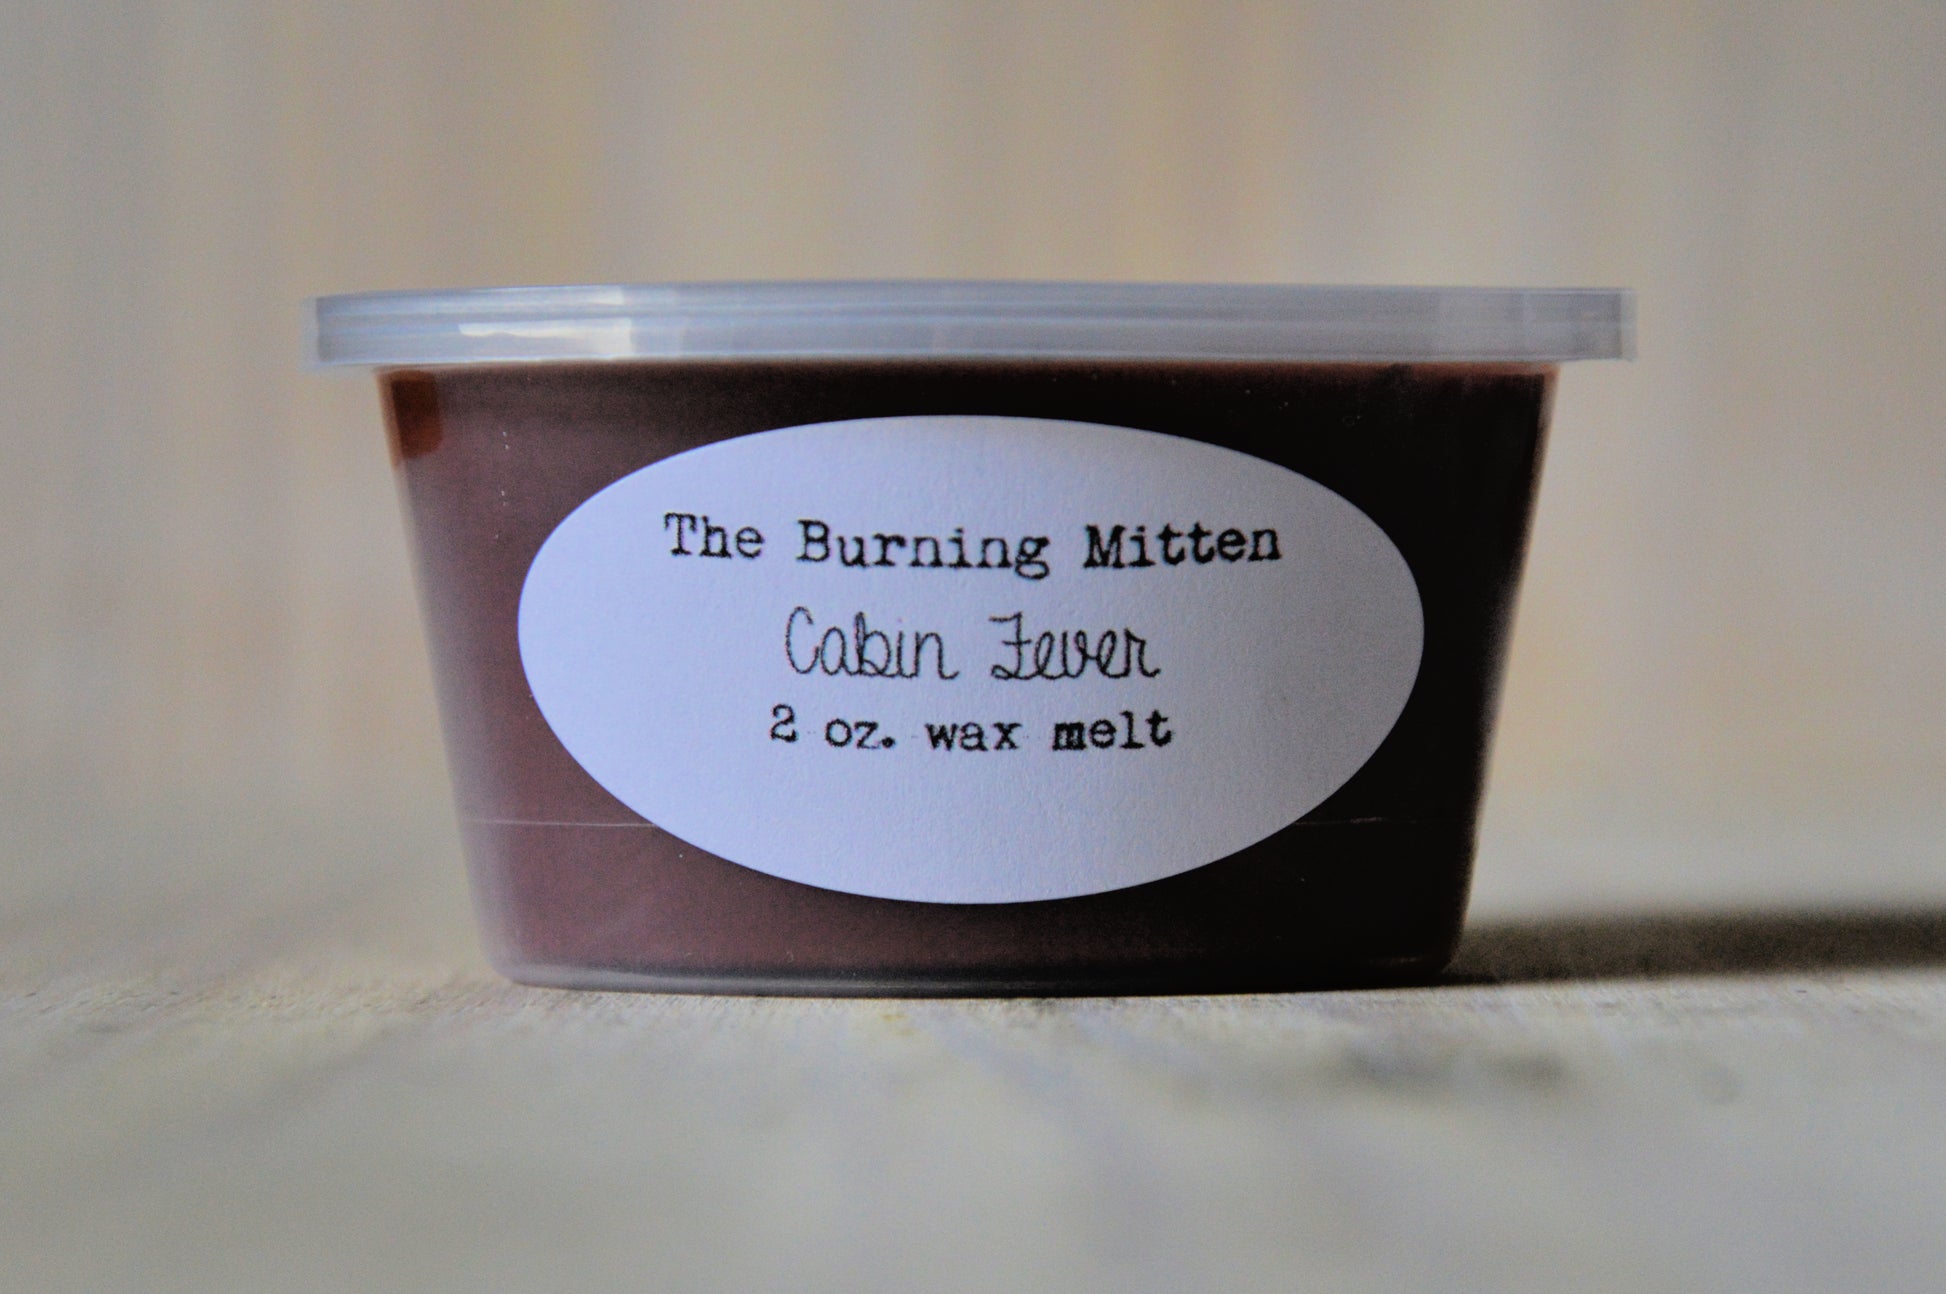 The Burning Mitten
Cabin Fever
2 oz. wax melt